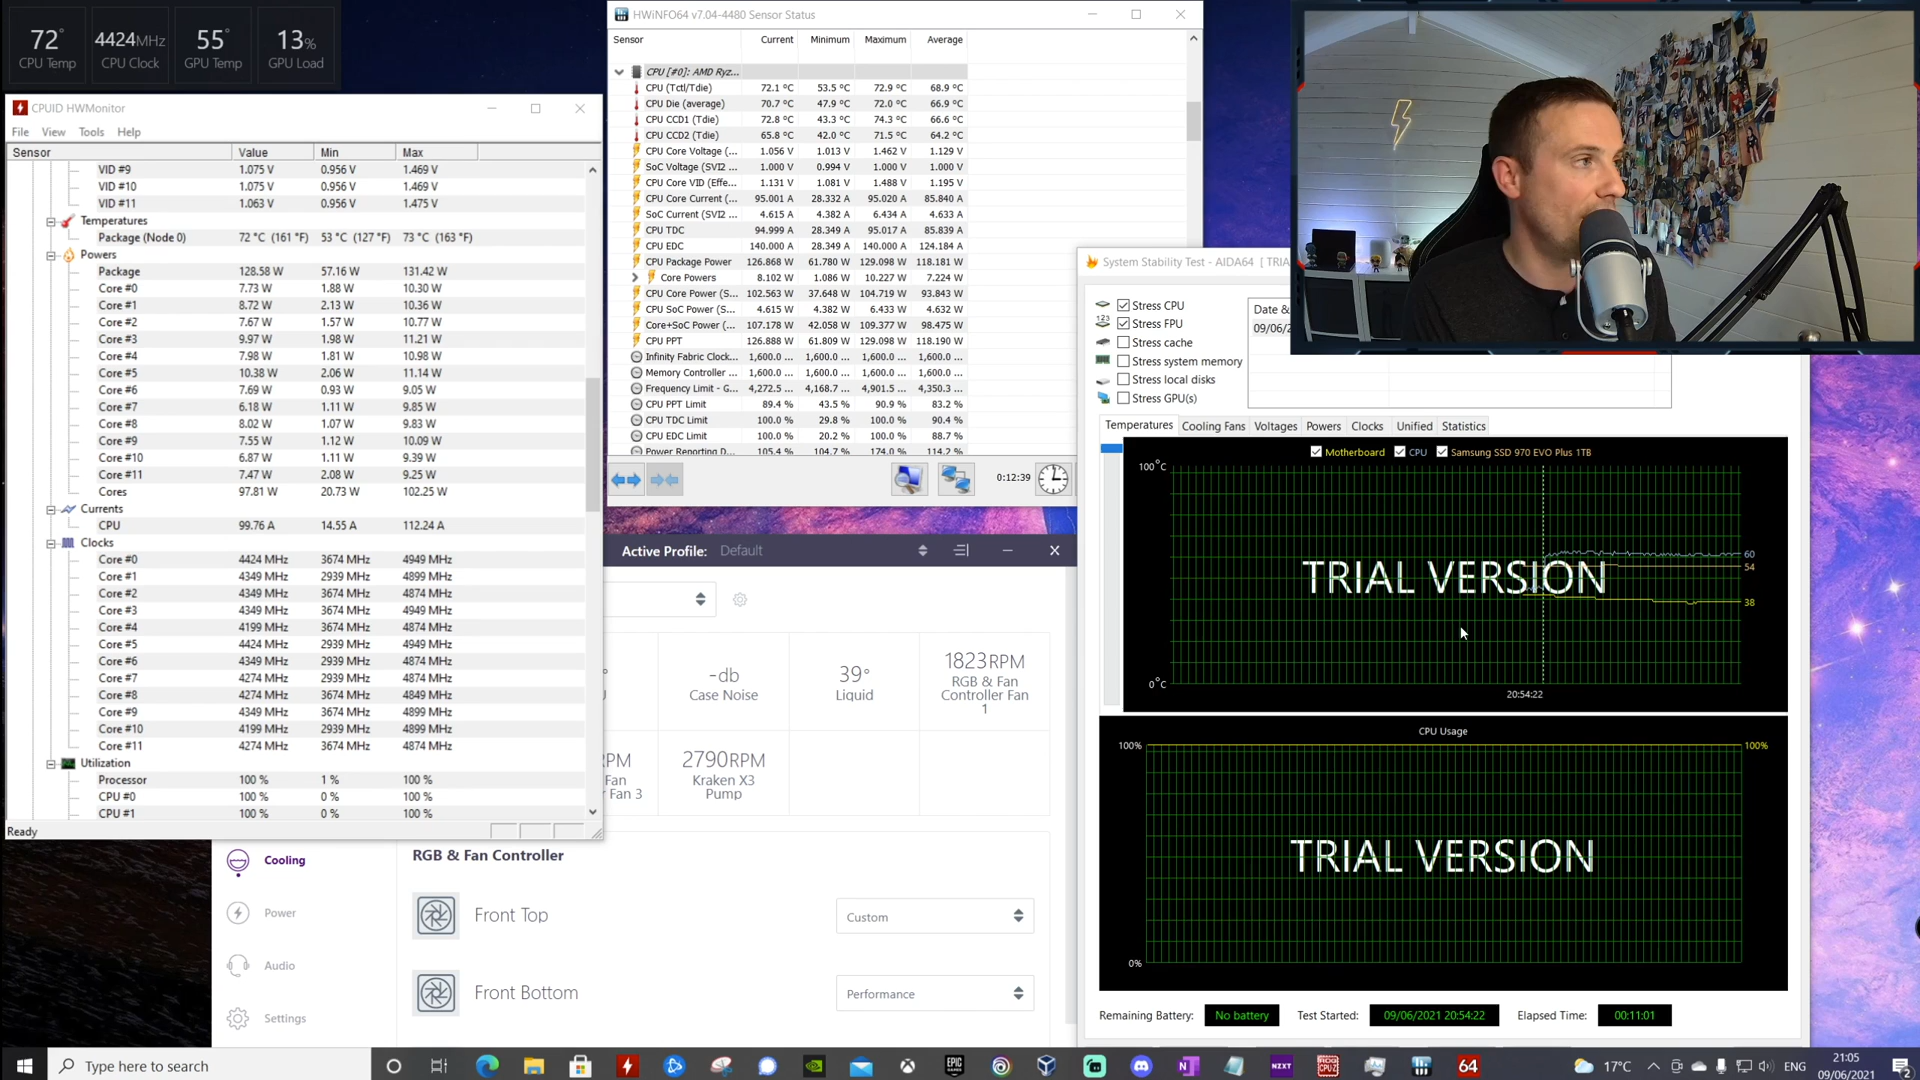 72° 4424MHz 55° 13%
CPU Temp CPU Clock GPU Temp GPU Load
CPUID HWMonitor
File View Tools Help
Sensor Value Min Max
VID #9 1.075 V 0.956 V 1.469 V
VID #10 1.075 V 0.956 V 1.469 V
VID #11 1.063 V 0.956 V 1.475 V
Temperatures
Package (Node 0) 72 °C (161 °F) 53 °C (127 °F) 73 °C (163 °F)
Powers
Package 128.58 W 57.16 W 131.42 W
Core #0 7.73 W 1.88 W 10.30 W
Core #1 8.72 W 2.13 W 10.36 W
Core #2 7.67 W 1.57 W 10.77 W
Core #3 9.97 W 1.98 W 11.21 W
Core #4 7.98 W 1.81 W 10.98 W
Core #5 10.38 W 2.06 W 11.14 W
Core #6 7.69 W 0.93 W 9.05 W
Core #7 6.18 W 1.11 W 9.85 W
Core #8 8.02 W 1.07 W 9.83 W
Core #9 7.55 W 1.12 W 10.09 W
Core #10 6.87 W 1.11 W 9.39 W
Core #11 7.47 W 2.08 W 9.25 W
Cores 97.81 W 20.73 W 102.25 W
Currents
CPU 99.76 A 14.55 A 112.24 A
Clocks
Core #0 4424 MHz 3674 MHz 4949 MHz
Core #1 4349 MHz 2939 MHz 4899 MHz
Core #2 4349 MHz 3674 MHz 4874 MHz
Core #3 4349 MHz 3674 MHz 4949 MHz
Core #4 4199 MHz 3674 MHz 4874 MHz
Core #5 4424 MHz 2939 MHz 4874 MHz
Core #6 4349 MHz 2939 MHz 4874 MHz
Core #7 4274 MHz 2939 MHz 4874 MHz
Core #8 4274 MHz 3674 MHz 4849 MHz
Core #9 4349 MHz 3674 MHz 4899 MHz
Core #10 4199 MHz 3674 MHz 4899 MHz
Core #11 4274 MHz 3674 MHz 4874 MHz
Utilization
Processor 100 % 1 % 100 %
CPU #0 100 % 0 % 100 %
CPU #1 100 % 0 % 100 %
Ready
HWiNFO64 v7.04-4480 Sensor Status
Sensor Current Minimum Maximum Average
CPU [#0]: AMD Ryz...
CPU (Tctl/Tdie) 72.1 °C 53.5 °C 72.9 °C 68.9 °C
CPU Die (average) 70.7 °C 47.9 °C 72.0 °C 66.9 °C
CPU CCD1 (Tdie) 72.8 °C 43.3 °C 74.3 °C 66.6 °C
CPU CCD2 (Tdie) 65.8 °C 42.0 °C 71.5 °C 64.2 °C
CPU Core Voltage (... 1.056 V 1.013 V 1.462 V 1.129 V
SoC Voltage (SVI2 ... 1.000 V 0.994 V 1.000 V 1.000 V
CPU Core VID (Effe... 1.131 V 1.081 V 1.488 V 1.195 V
CPU Core Current (... 95.001 A 28.332 A 95.020 A 85.840 A
SoC Current (SVI2 ... 4.615 A 4.382 A 6.434 A 4.633 A
CPU TDC 94.999 A 28.349 A 95.017 A 85.839 A
CPU EDC 140.000 A 28.349 A 140.000 A 124.184 A
CPU Package Power 126.868 W 61.780 W 129.098 W 118.181 W
Core Powers 8.102 W 1.086 W 10.227 W 7.224 W
CPU Core Power (S... 102.563 W 37.648 W 104.719 W 93.843 W
CPU SoC Power (S... 4.615 W 4.382 W 6.433 W 4.632 W
Core+SoC Power (... 107.178 W 42.058 W 109.377 W 98.475 W
CPU PPT 126.888 W 61.809 W 129.098 W 118.190 W
Infinity Fabric Clock... 1,600.0 ... 1,600.0 ... 1,600.0 ... 1,600.0 ...
Memory Controller ... 1,600.0 ... 1,600.0 ... 1,600.0 ... 1,600.0 ...
Frequency Limit - G... 4,272.5 ... 4,168.7 ... 4,901.5 ... 4,350.3 ...
CPU PPT Limit 89.4 % 43.5 % 90.9 % 83.2 %
CPU TDC Limit 100.0 % 29.8 % 100.0 % 90.4 %
CPU EDC Limit 100.0 % 20.2 % 100.0 % 88.7 %
Power Reporting D... 105.4 % 104.7 % 174.0 % 114.2 %
0:12:39
Active Profile: Default
-db 39° 1823RPM
Case Noise Liquid RGB & Fan
Controller Fan
1
PM 2790RPM
Fan Kraken X3
r Fan 3 Pump
Cooling
Power
Audio
Settings
RGB & Fan Controller
Front Top Custom
Front Bottom Performance
System Stability Test - AIDA64 [ TRIA
Stress CPU
Stress FPU
Stress cache
Stress system memory
Stress local disks
Stress GPU(s)
Date &
09/06/2
Temperatures Cooling Fans Voltages Powers Clocks Unified Statistics
Motherboard CPU Samsung SSD 970 EVO Plus 1TB
100°C
60
54
38
TRIAL VERSION
0°C
20:54:22
CPU Usage
100% 100%
TRIAL VERSION
0%
Remaining Battery: No battery Test Started: 09/06/2021 20:54:22 Elapsed Time: 00:11:01
Type here to search
EPIC
GAMES
NZXT
CPU-Z
64
17°C
ENG
21:05
09/06/2021
2